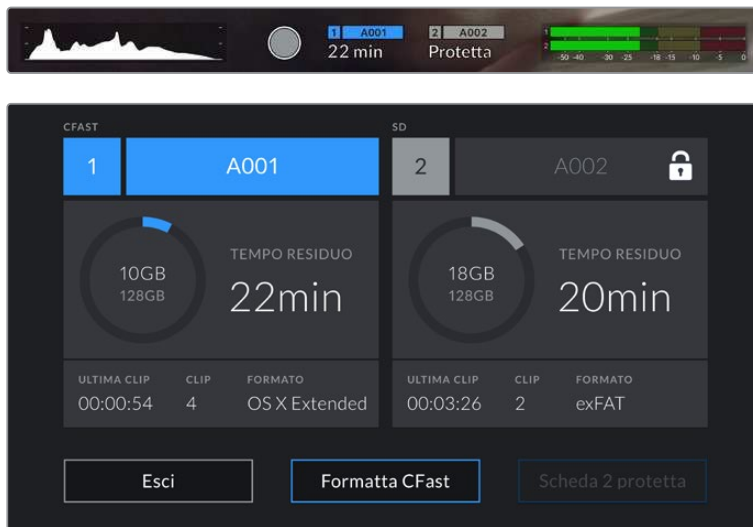 1 A001
22 min
2 A002
Protetta
1
2
-50 -40 -30 -25 -18 -15 -10 -5 0
CFAST
1 A001
10GB
128GB
TEMPO RESIDUO
22min
ULTIMA CLIP CLIP FORMATO
00:00:54 4 OS X Extended
SD
2 A002
18GB
128GB
TEMPO RESIDUO
20min
ULTIMA CLIP CLIP FORMATO
00:03:26 2 exFAT
Esci
Formatta CFast
Scheda 2 protetta